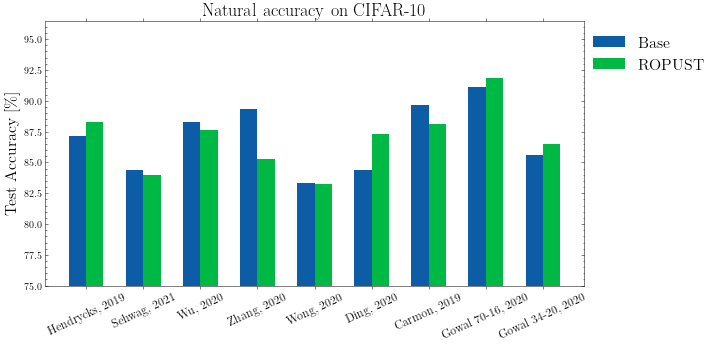 Natural accuracy on CIFAR-10
Test Accuracy [%]
95.0
92.5
90.0
87.5
85.0
82.5
80.0
77.5
75.0
Hendrycks, 2019
Sehwag, 2021
Wu, 2020
Zhang, 2020
Wong, 2020
Ding, 2020
Carmon, 2019
Gowal 70-16, 2020
Gowal 34-20, 2020
Base
ROPUST